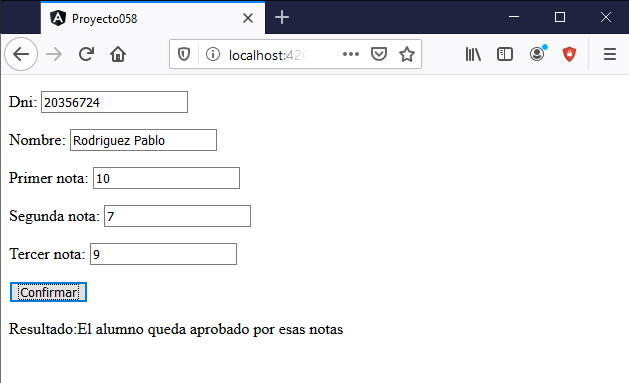 Proyecto058
localhost:420
Dni: 20356724
Nombre: Rodriguez Pablo
Primer nota: 10
Segunda nota: 7
Tercer nota: 9
Confirmar
Resultado:El alumno queda aprobado por esas notas